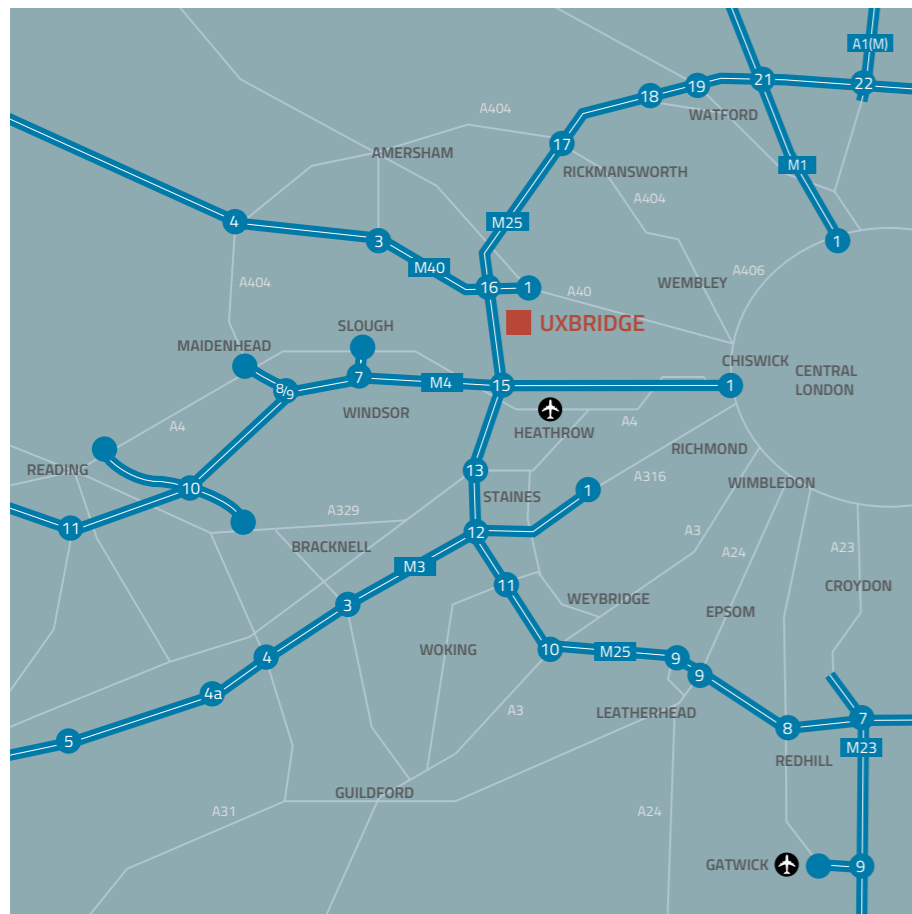 A1(M)
21
22
19
18
WATFORD
A404
17
AMERSHAM
M1
RICKMANSWORTH
A404
4
M25
3
1
M40
A404
16
1
A40
WEMBLEY
A406
UXBRIDGE
SLOUGH
MAIDENHEAD
CHISWICK
CENTRAL
LONDON
8/9
7
M4
15
1
WINDSOR
A4
HEATHROW
A4
READING
13
RICHMOND
10
STAINES
1
A316
WIMBLEDON
11
A329
12
A3
A24
A23
BRACKNELL
M3
11
CROYDON
3
WEYBRIDGE
EPSOM
WOKING
10
M25
9
4
9
4a
A3
LEATHERHEAD
7
5
8
M23
REDHILL
GUILDFORD
A31
A24
GATWICK
9